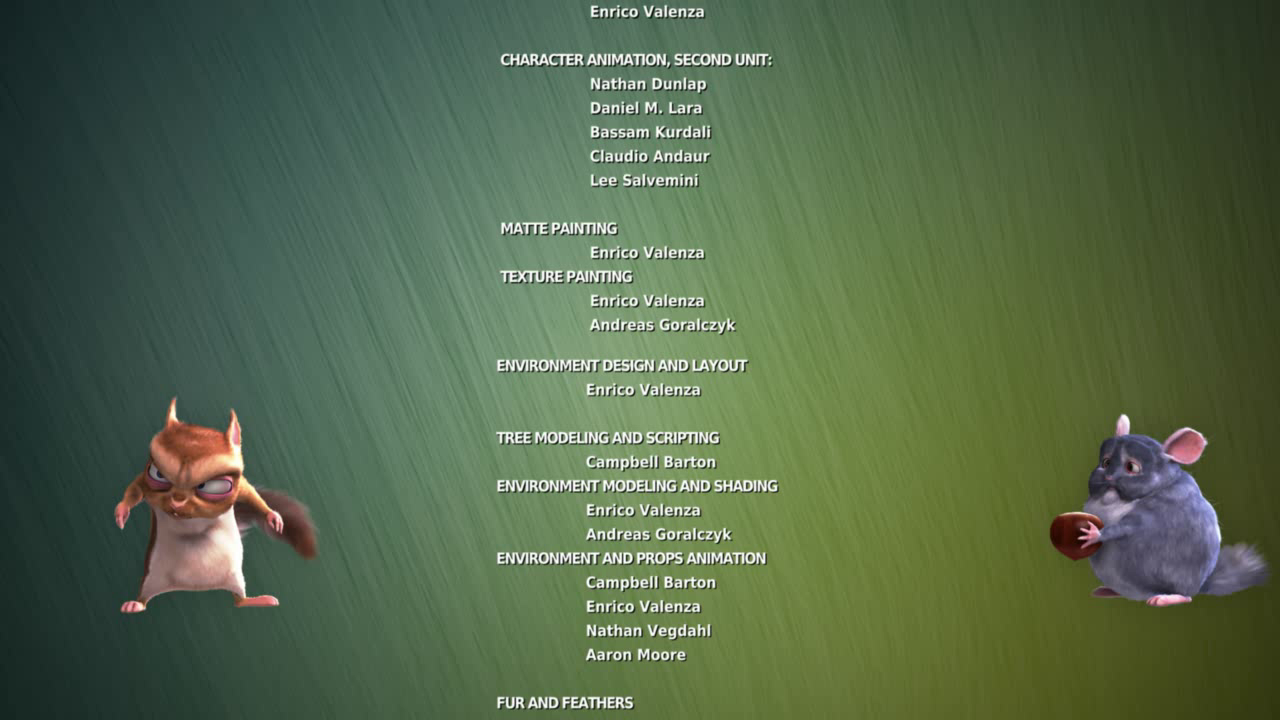 Enrico Valenza
CHARACTER ANIMATION, SECOND UNIT:
Nathan Dunlap
Daniel M. Lara
Bassam Kurdali
Claudio Andaur
Lee Salvemini
MATTE PAINTING
Enrico Valenza
TEXTURE PAINTING
Enrico Valenza
Andreas Goralczyk
ENVIRONMENT DESIGN AND LAYOUT
Enrico Valenza
TREE MODELING AND SCRIPTING
Campbell Barton
ENVIRONMENT MODELING AND SHADING
Enrico Valenza
Andreas Goralczyk
ENVIRONMENT AND PROPS ANIMATION
Campbell Barton
Enrico Valenza
Nathan Vegdahl
Aaron Moore
FUR AND FEATHERS